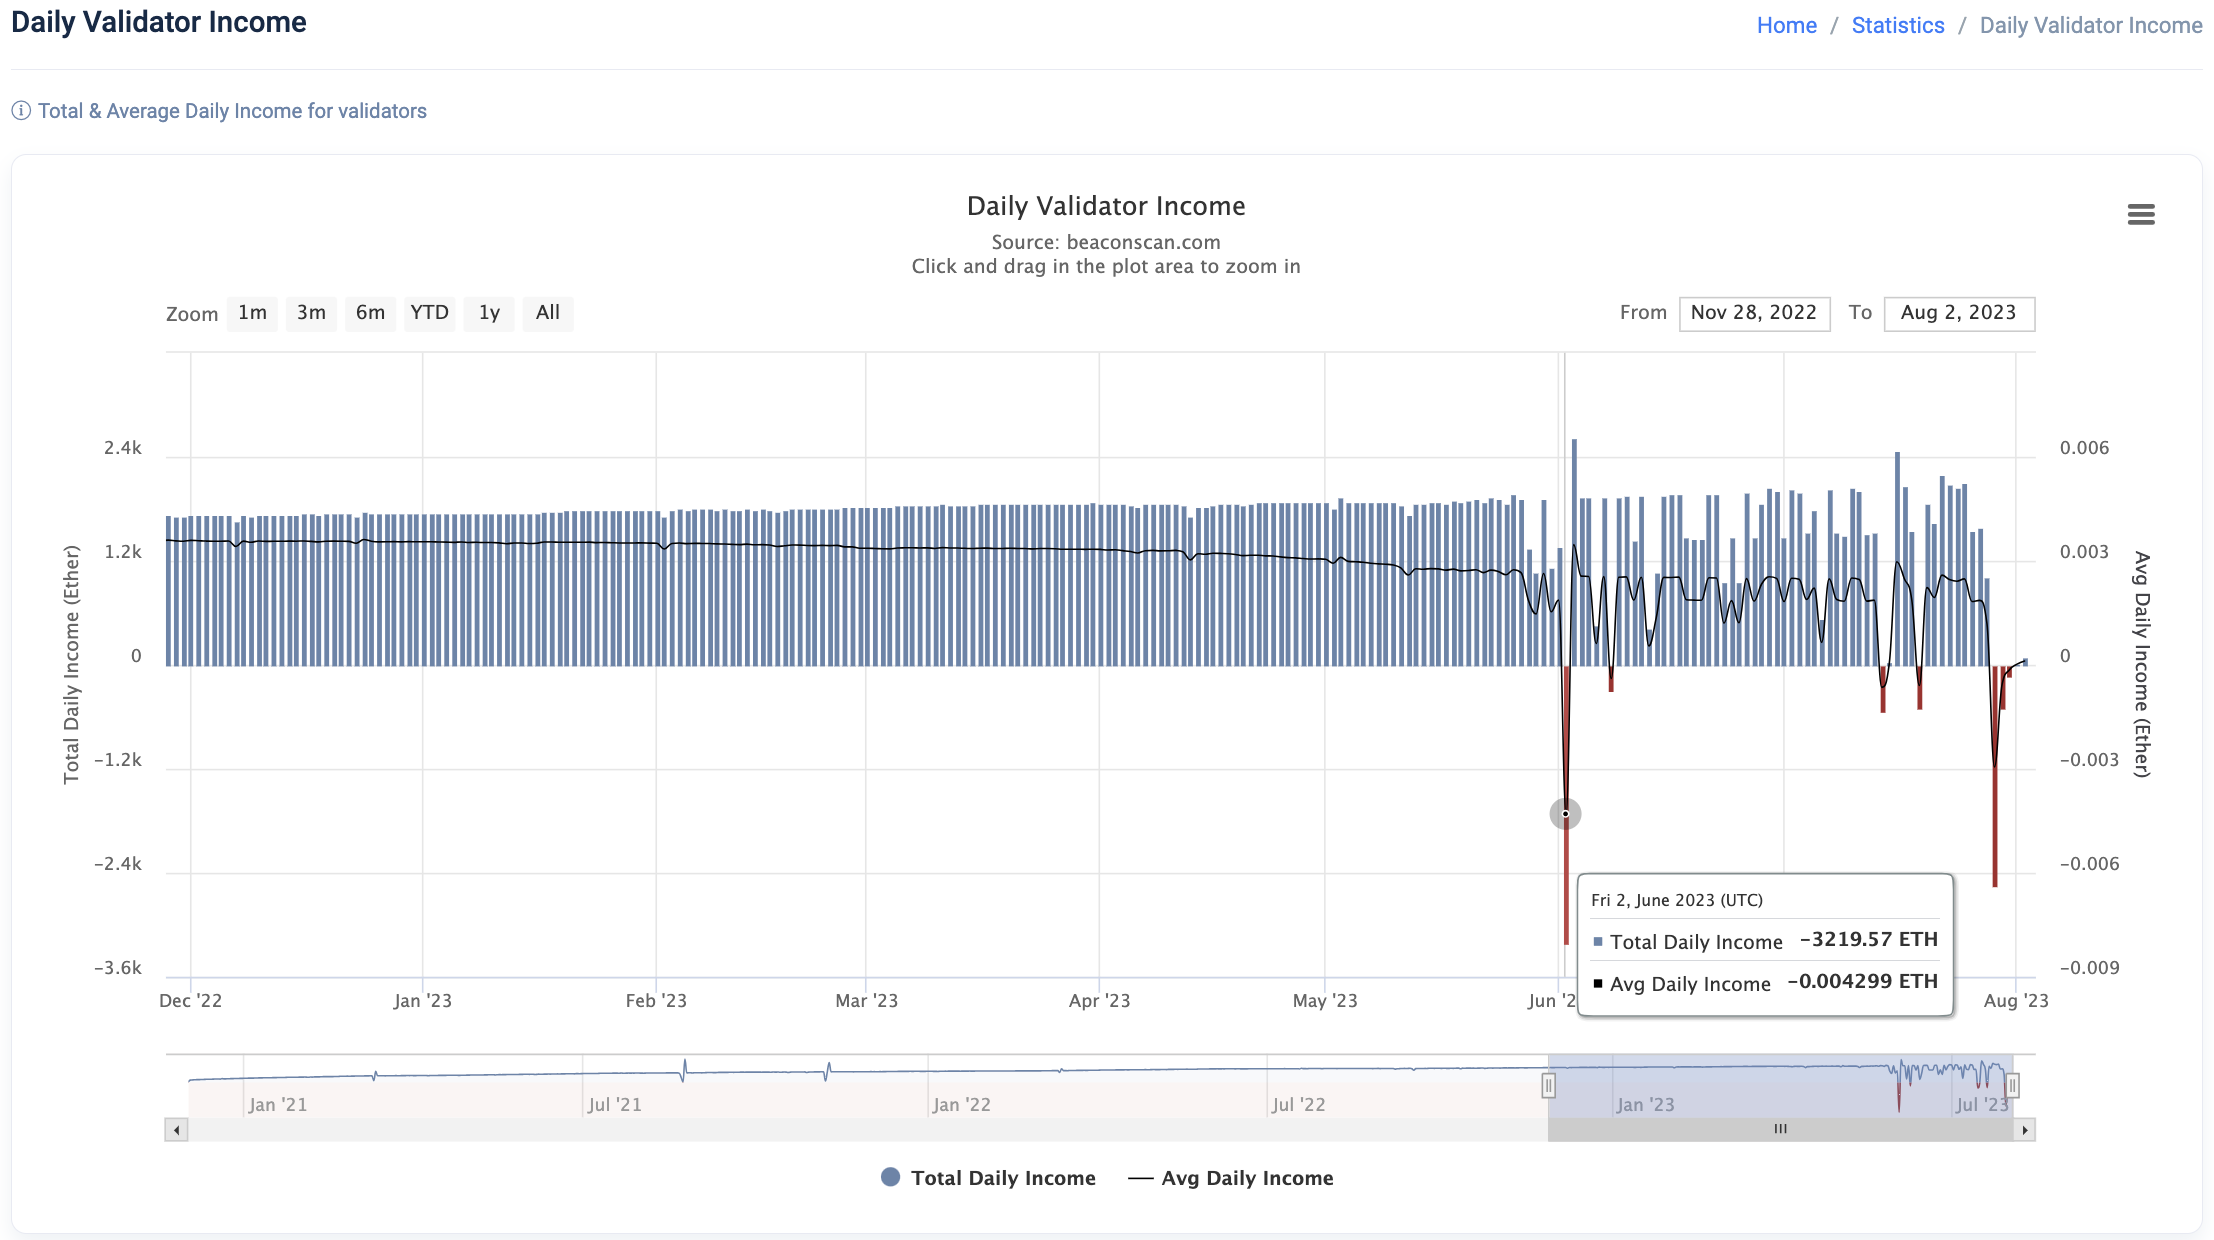 Daily Validator Income
Home / Statistics / Daily Validator Income
Total & Average Daily Income for validators
Daily Validator Income
Source: beaconscan.com
Click and drag in the plot area to zoom in
Zoom 1m 3m 6m YTD 1y All
From Nov 28, 2022 To Aug 2, 2023
Total Daily Income (Ether)
2.4k
1.2k
0
−1.2k
−2.4k
−3.6k
0.006
0.003
0
−0.003
−0.006
−0.009
Avg Daily Income (Ether)
Fri 2, June 2023 (UTC)
Total Daily Income −3219.57 ETH
Avg Daily Income −0.004299 ETH
Dec '22 Jan '23 Feb '23 Mar '23 Apr '23 May '23 Jun '2 Aug '23
Jan '21 Jul '21 Jan '22 Jul '22 Jan '23 Jul '23
Total Daily Income Avg Daily Income